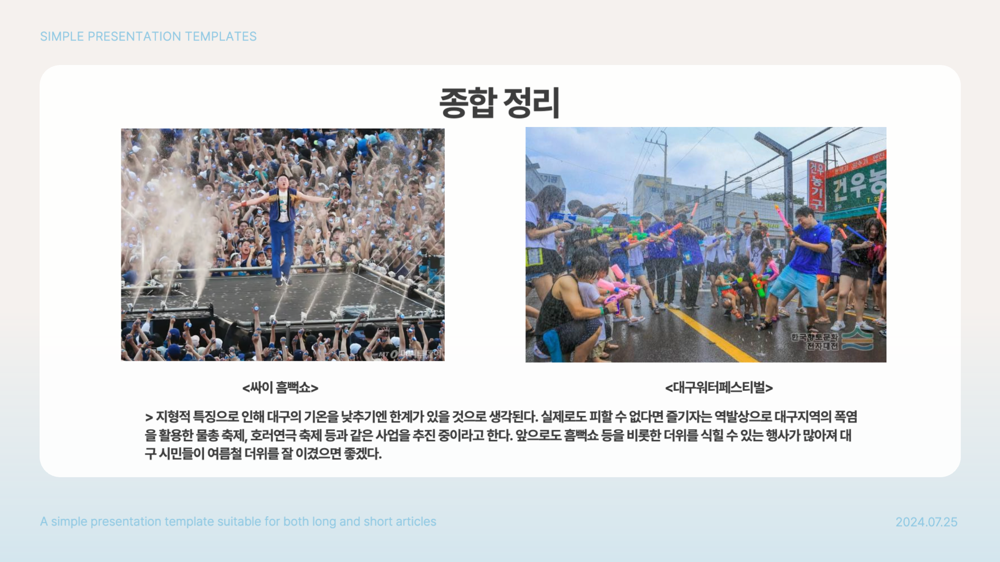 SIMPLE PRESENTATION TEMPLATES
종합 정리
건우
농
기
구
건우농
T. 25
한국향토문화
전자대전
MT 머니투데이
<싸이 흠뻑쇼>
<대구워터페스티벌>
> 지형적 특징으로 인해 대구의 기온을 낮추기엔 한계가 있을 것으로 생각된다. 실제로도 피할 수 없다면 즐기자는 역발상으로 대구지역의 폭염
을 활용한 물총 축제, 호러연극 축제 등과 같은 사업을 추진 중이라고 한다. 앞으로도 흠뻑쇼 등을 비롯한 더위를 식힐 수 있는 행사가 많아져 대
구 시민들이 여름철 더위를 잘 이겼으면 좋겠다.
A simple presentation template suitable for both long and short articles
2024.07.25